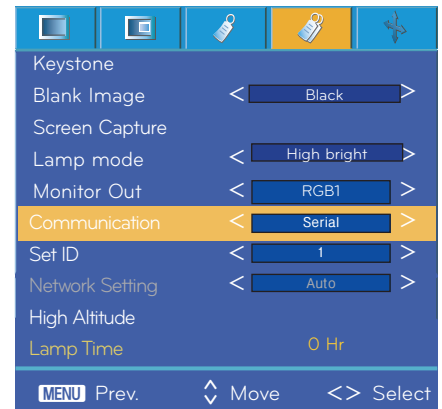 Keystone
Blank Image < Black >
Screen Capture
Lamp mode < High bright >
Monitor Out < RGB1 >
Communication < Serial >
Set ID < 1 >
Network Setting < Auto >
High Altitude
Lamp Time 0 Hr
MENU Prev. Move <> Select